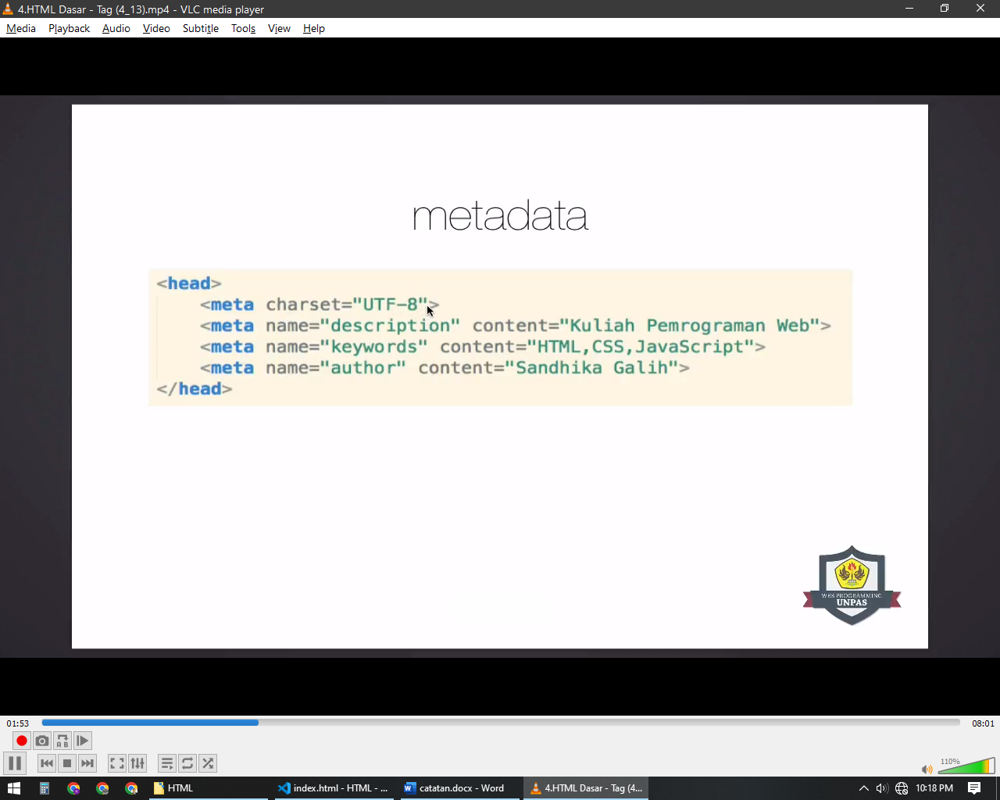 4.HTML Dasar - Tag (4_13).mp4 - VLC media player
Media Playback Audio Video Subtitle Tools View Help
metadata
<head>
    <meta charset="UTF-8">
    <meta name="description" content="Kuliah Pemrograman Web">
    <meta name="keywords" content="HTML,CSS,JavaScript">
    <meta name="author" content="Sandhika Galih">
</head>
WEB PROGRAMMING
UNPAS
01:53 08:01
A B
110%
HTML index.html - HTML - ... catatan.docx - Word 4.HTML Dasar - Tag (4... 10:18 PM